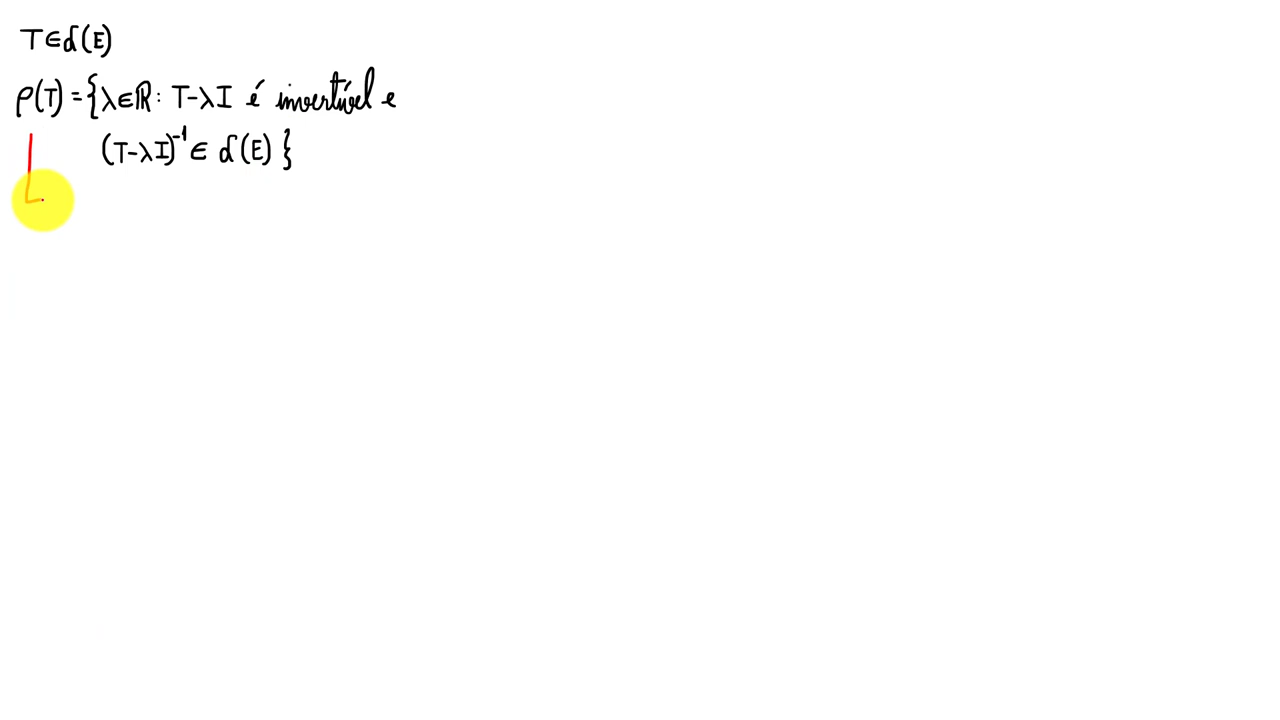 T∈ℒ(E)
ρ(T) = {λ∈ℝ: T-λI é invertível e
(T-λI)⁻¹ ∈ ℒ(E)}